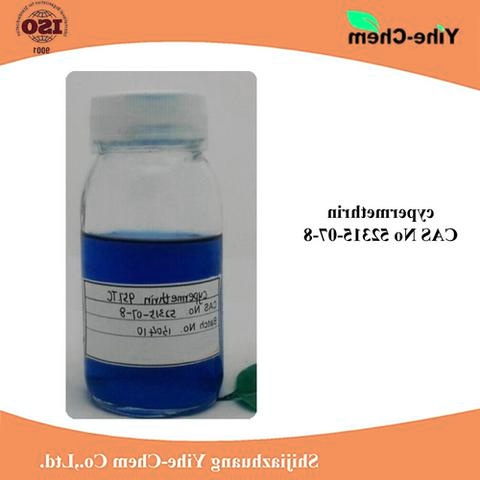 Yihe-Chem
ISO
9001
cypermethrin
CAS No 52315-07-8
cypermethrin 95%TC
CAS No. 52315-07-8
Batch No. 150410
Shijiazhuang Yihe-Chem Co.,Ltd.